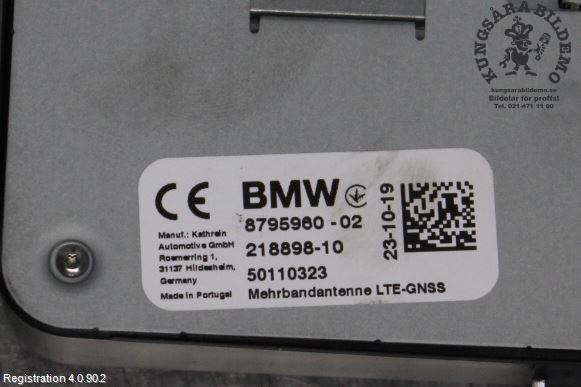 KUNGSÅRA BILDEMO
kungsarabildemo.se
Bildelar för proffs!
Tel. 021-471 11 00
CE BMW
8795960 - 02
218898-10
50110323
23-10-19
Manuf.: Kathrein
Automotive GmbH
Roemerring 1,
31137 Hildesheim,
Germany
Made in Portugal
Mehrbandantenne LTE-GNSS
Registration 4.0.90.2